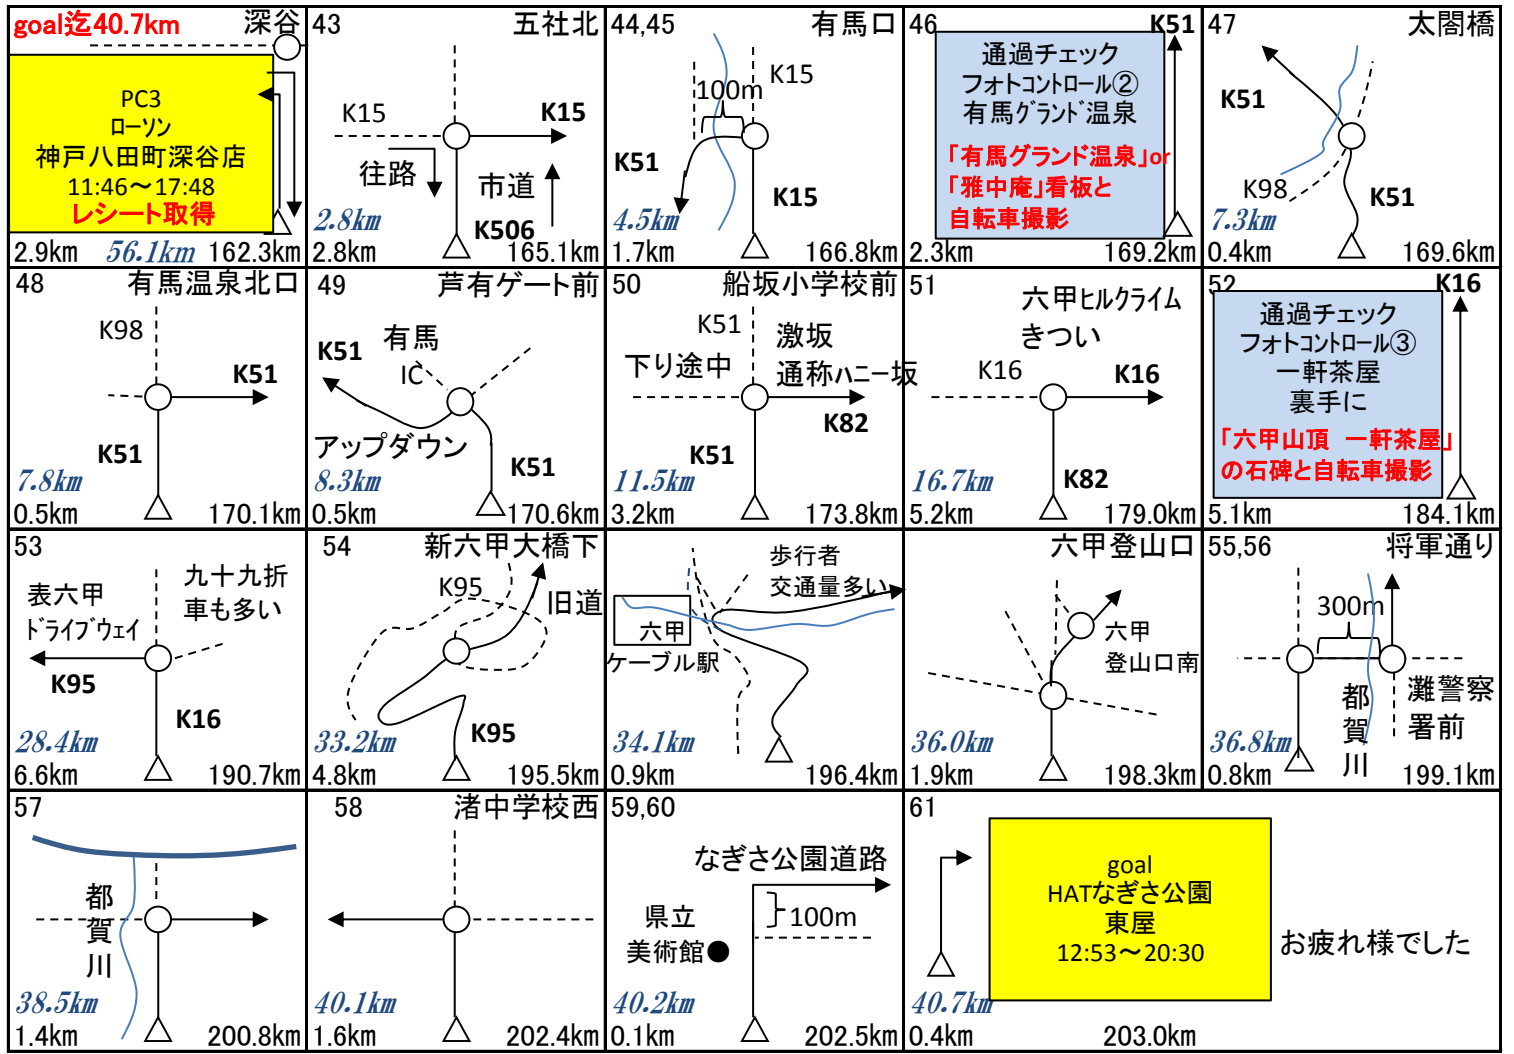 goal迄40.7km 深谷
PC3
ローソン
神戸八田町深谷店
11:46～17:48
レシート取得
2.9km 56.1km 162.3km
43 五社北
K15 K15
往路 市道
2.8km K506
2.8km 165.1km
44,45 有馬口
K15
100m
K51 K15
4.5km
1.7km 166.8km
46 K51
通過チェック
フォトコントロール②
有馬グランド温泉
「有馬グランド温泉」or
「雅中庵」看板と
自転車撮影
2.3km 169.2km
47 太閤橋
K51
K98 K51
7.3km
0.4km 169.6km
48 有馬温泉北口
K98
K51
K51
7.8km
0.5km 170.1km
49 芦有ゲート前
K51 有馬
IC
アップダウン
8.3km K51
0.5km 170.6km
50 船坂小学校前
K51 激坂
下り途中 通称ハニー坂
K82
K51
11.5km
3.2km 173.8km
51 六甲ヒルクライム
きつい
K16 K16
16.7km K82
5.2km 179.0km
52 K16
通過チェック
フォトコントロール③
一軒茶屋
裏手に
「六甲山頂　一軒茶屋」
の石碑と自転車撮影
5.1km 184.1km
53 九十九折
車も多い
表六甲
ドライブウェイ
K95
K16
28.4km
6.6km 190.7km
54 新六甲大橋下
K95 旧道
K95
33.2km
4.8km 195.5km
歩行者
交通量多い
六甲
ケーブル駅
34.1km
0.9km 196.4km
六甲登山口
六甲
登山口南
36.0km
1.9km 198.3km
55,56 将軍通り
300m
都賀川
灘警察
署前
36.8km
0.8km 199.1km
57
都賀川
38.5km
1.4km 200.8km
58 渚中学校西
40.1km
1.6km 202.4km
59,60
なぎさ公園道路
100m
県立
美術館●
40.2km
0.1km 202.5km
61
goal
HATなぎさ公園
東屋
12:53～20:30
お疲れ様でした
40.7km
0.4km 203.0km